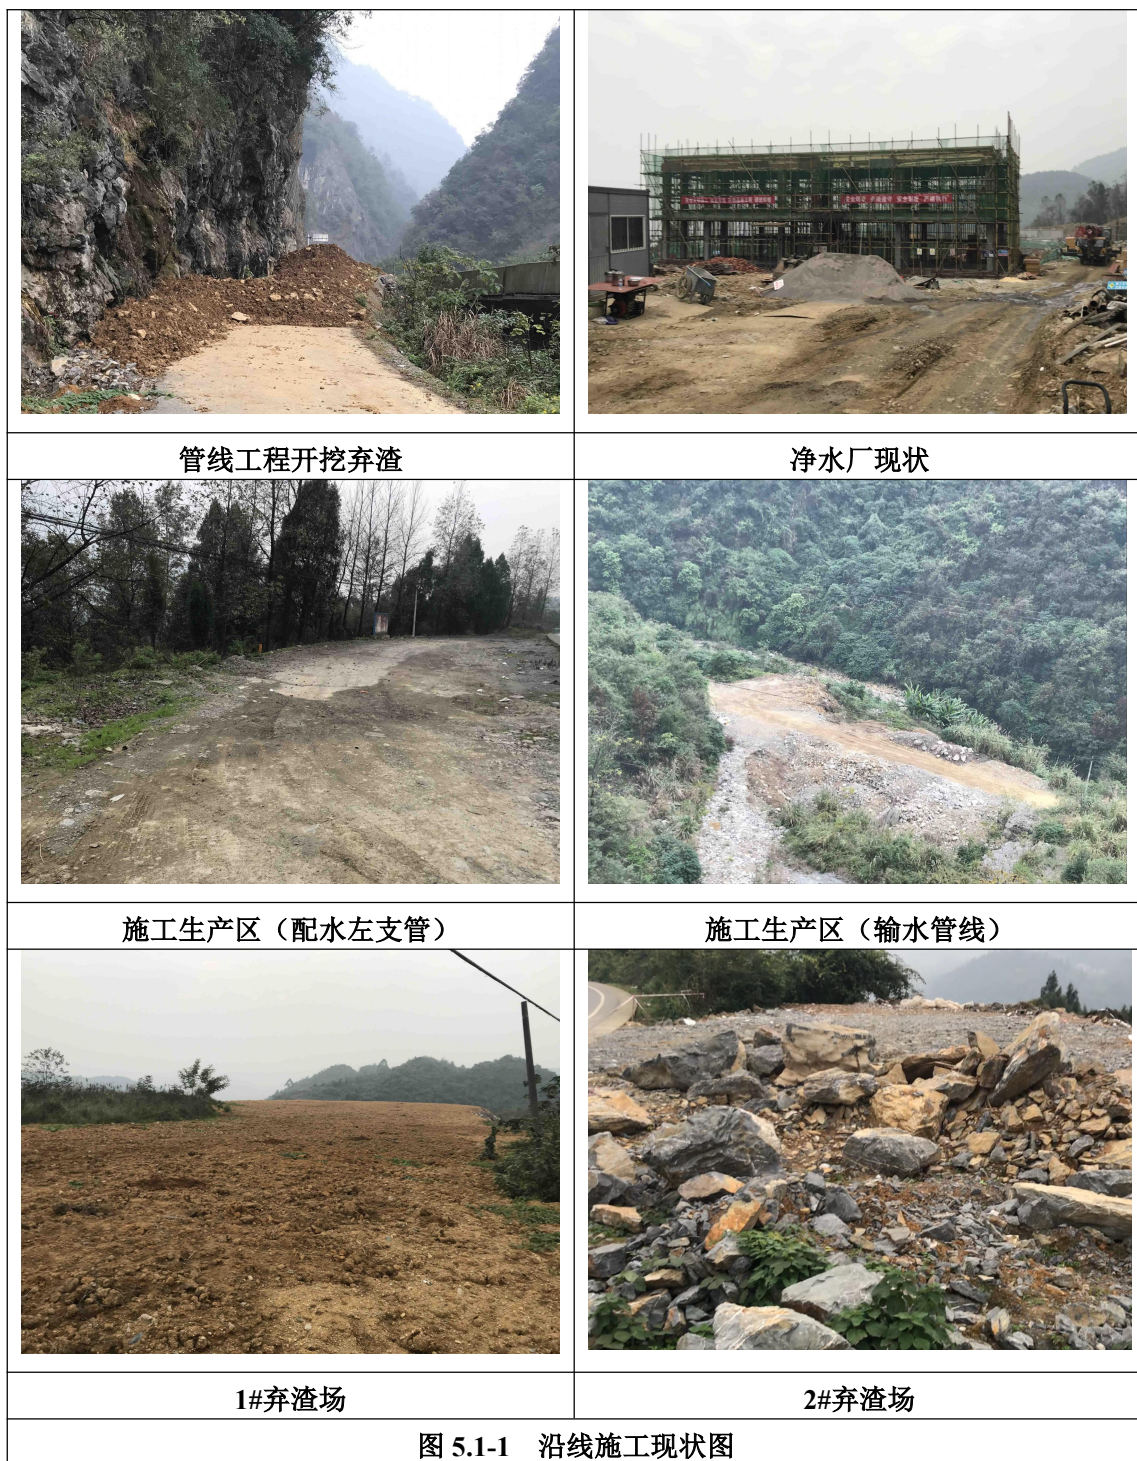 管线工程开挖弃渣
净水厂现状
施工生产区（配水左支管）
施工生产区（输水管线）
1#弃渣场
2#弃渣场
图 5.1-1 沿线施工现状图